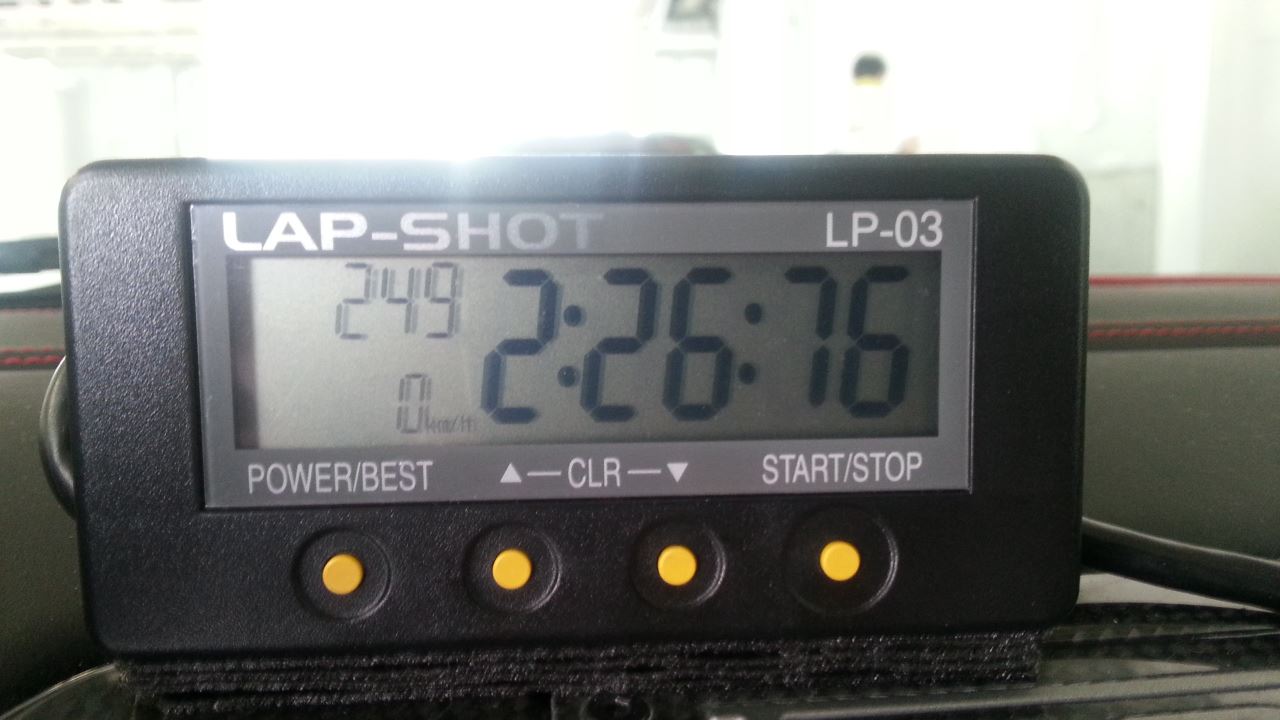 LAP-SHOT LP-03
249 2:26:76
0 km/h
POWER/BEST ▲—CLR—▼ START/STOP